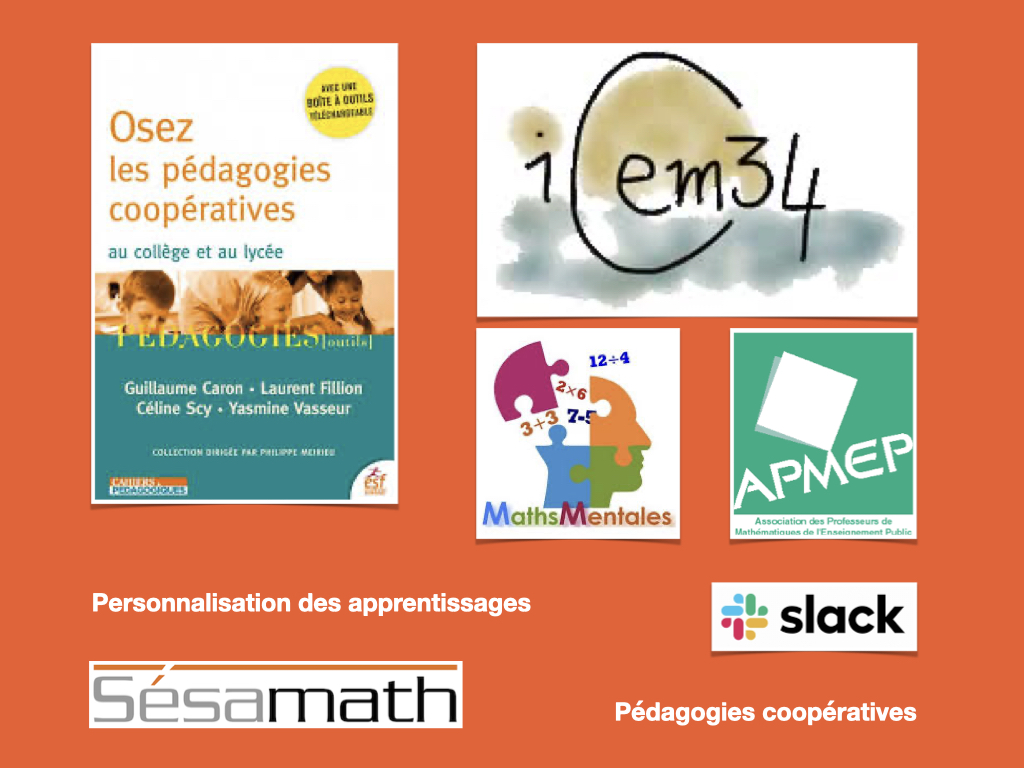 AVEC UNE
BOÎTE À OUTILS
TÉLÉCHARGEABLE
Osez
les pédagogies
coopératives
au collège et au lycée
PÉDAGOGIES[outils]
Guillaume Caron • Laurent Fillion
Céline Scy • Yasmine Vasseur
COLLECTION DIRIGÉE PAR PHILIPPE MEIRIEU
CAHIERS
PÉDAGOGIQUES
esf
iCem34
12÷4
2×6
3+3 7-5
MathsMentales
APMEP
Association des Professeurs de
Mathématiques de l'Enseignement Public
Personnalisation des apprentissages
slack
Sésamath
Pédagogies coopératives